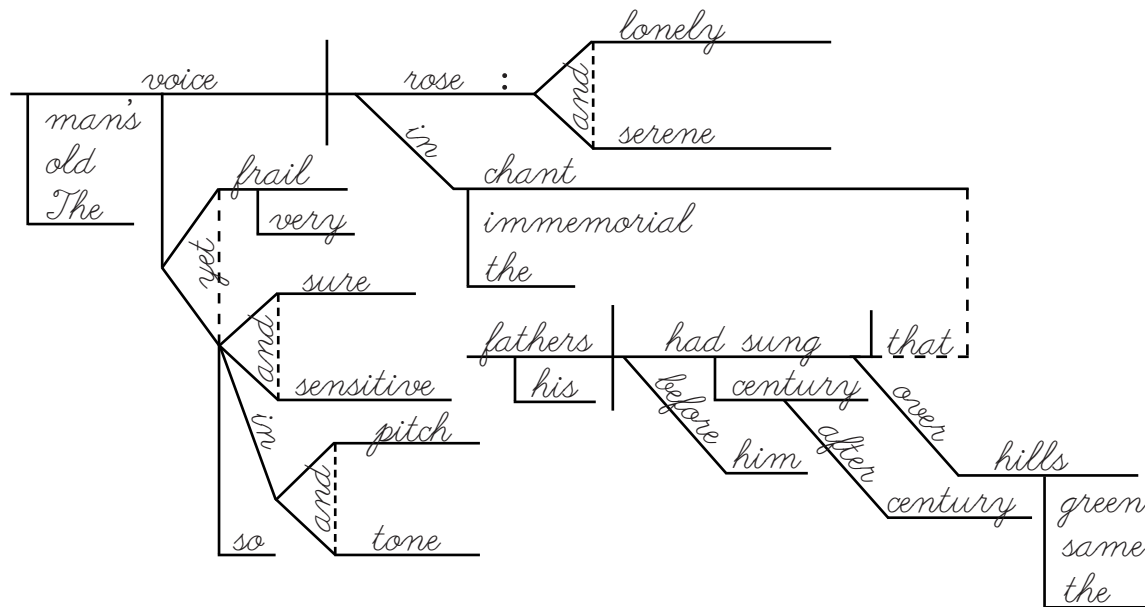 lonely
voice rose :
and
man's
serene
in
old
chant
frail
The
immemorial
very
yet
the
sure
and
fathers had sung that
sensitive
his before century over
in
pitch
after
him hills
and
century green
so tone
same
the